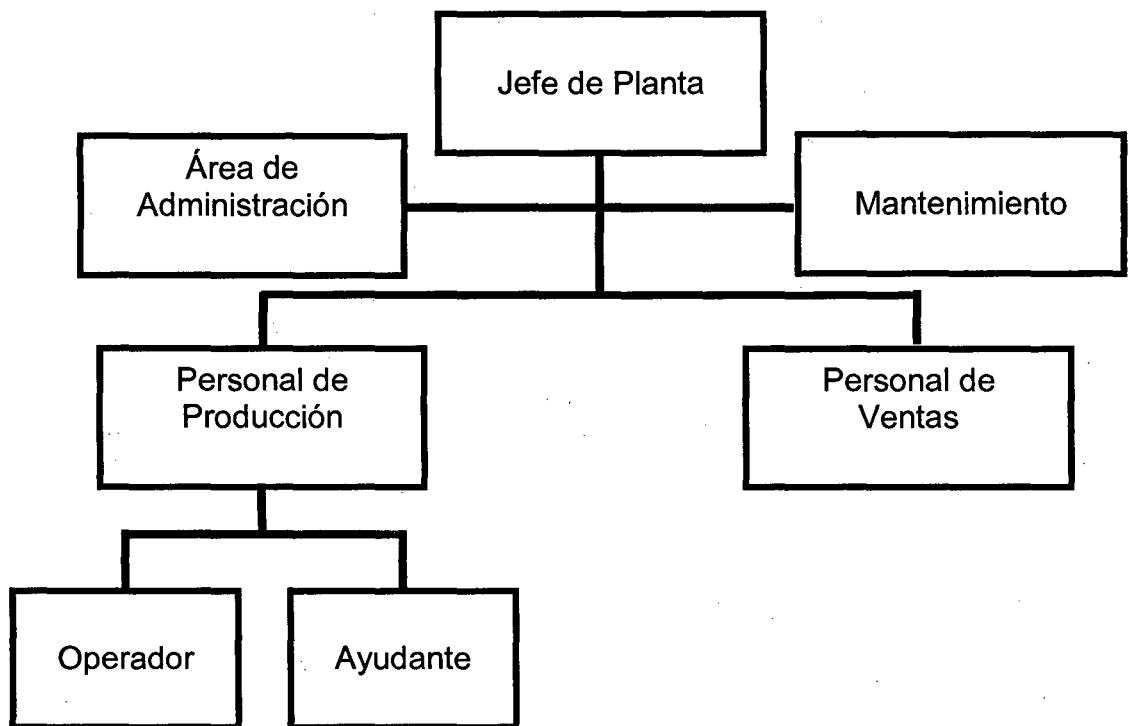 Jefe de Planta
Área de
Administración
Mantenimiento
Personal de
Producción
Personal de
Ventas
Operador
Ayudante